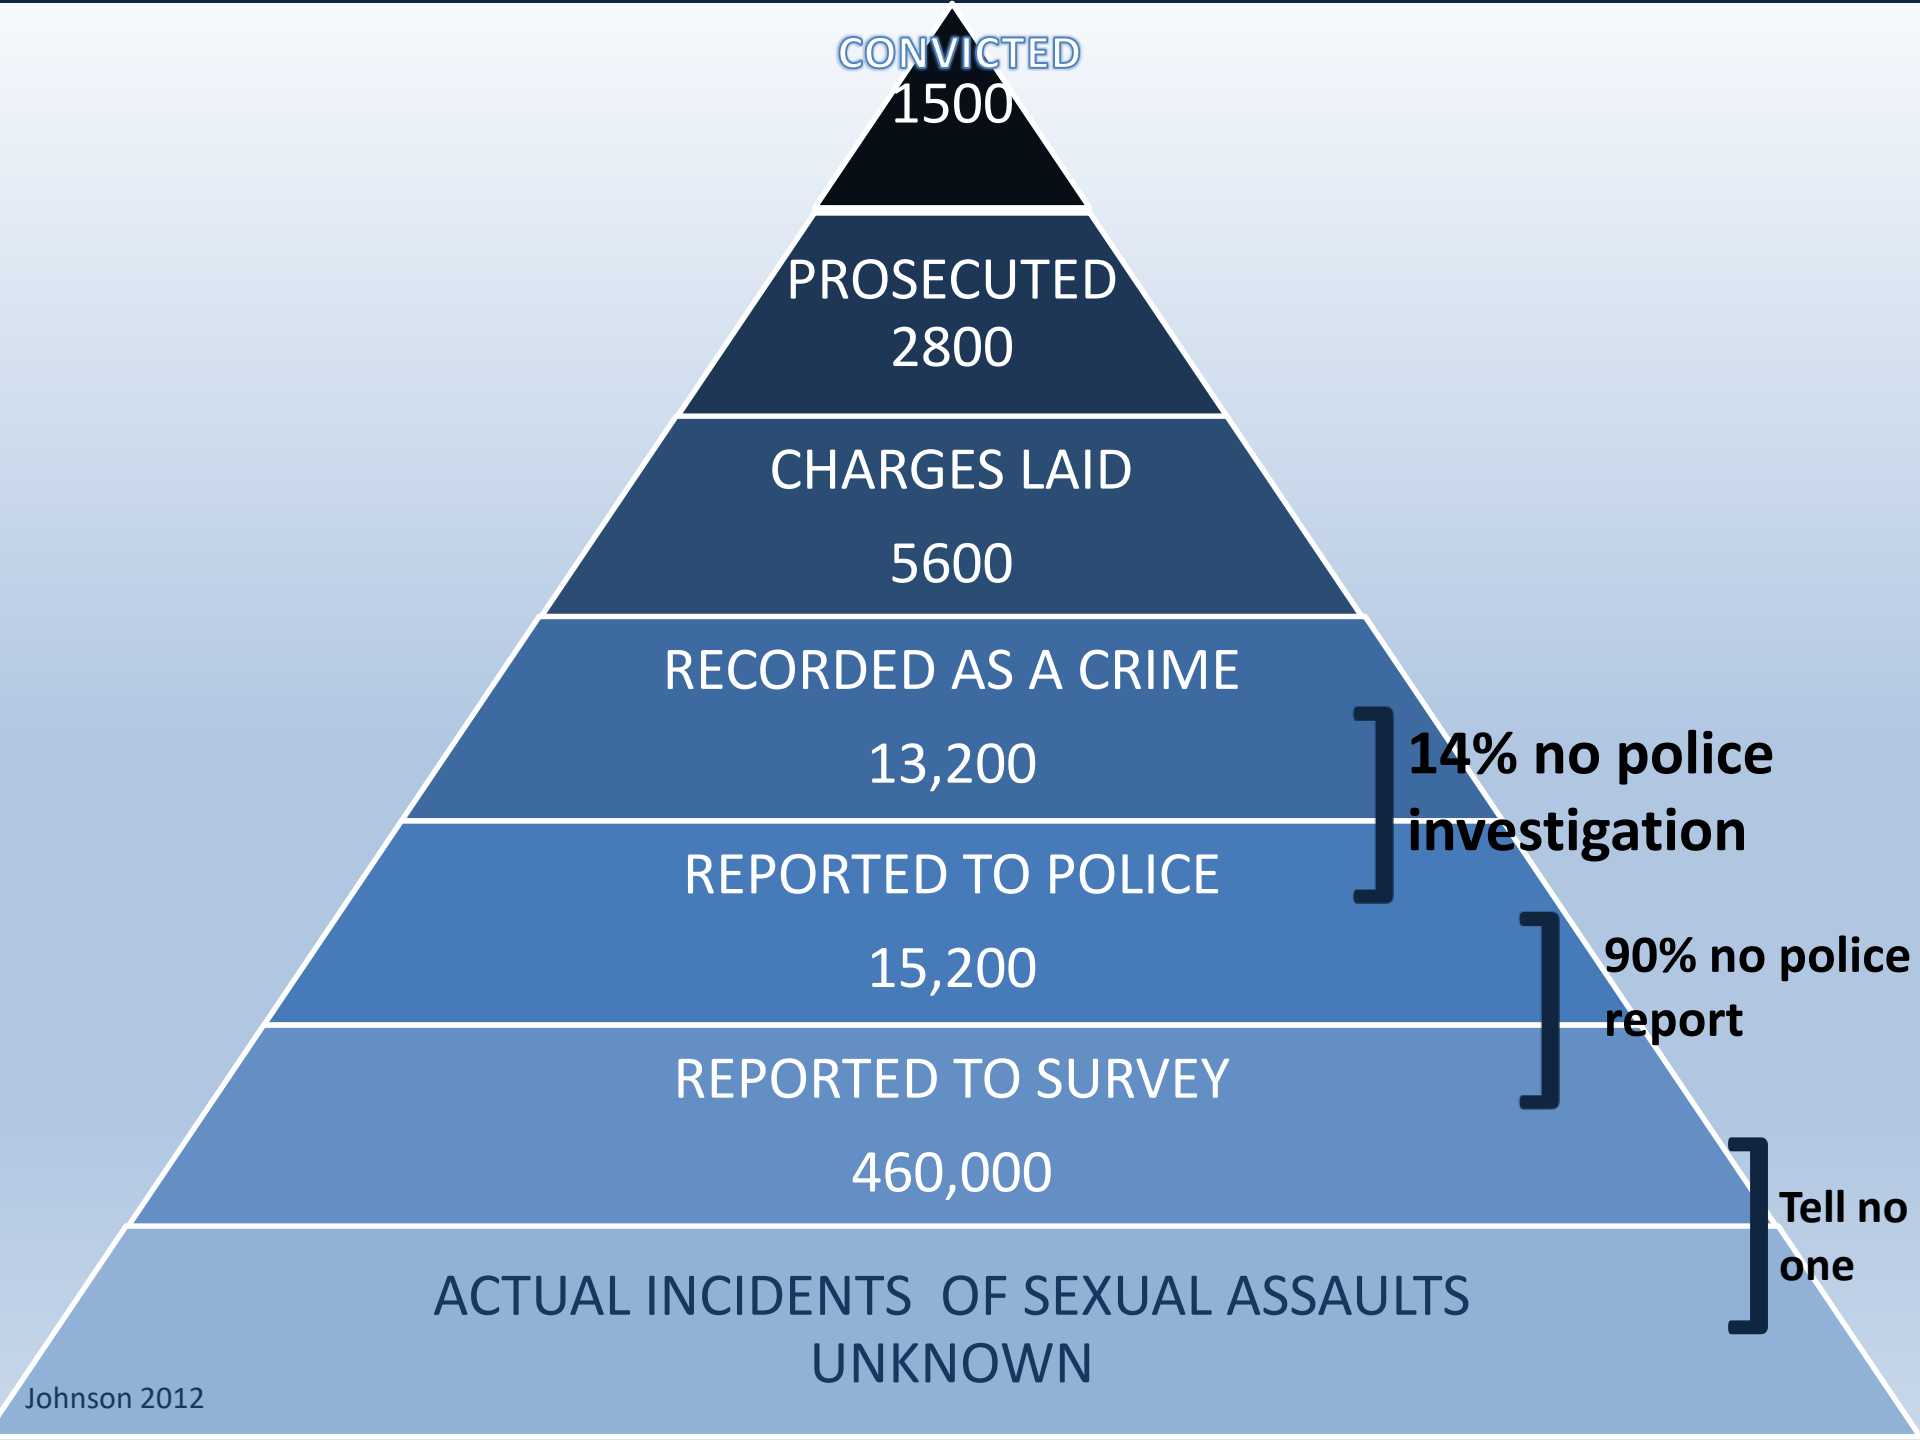 CONVICTED
1500
PROSECUTED
2800
CHARGES LAID
5600
RECORDED AS A CRIME
13,200
14% no police
investigation
REPORTED TO POLICE
15,200
90% no police
report
REPORTED TO SURVEY
460,000
Tell no
one
ACTUAL INCIDENTS  OF SEXUAL ASSAULTS
UNKNOWN
Johnson 2012